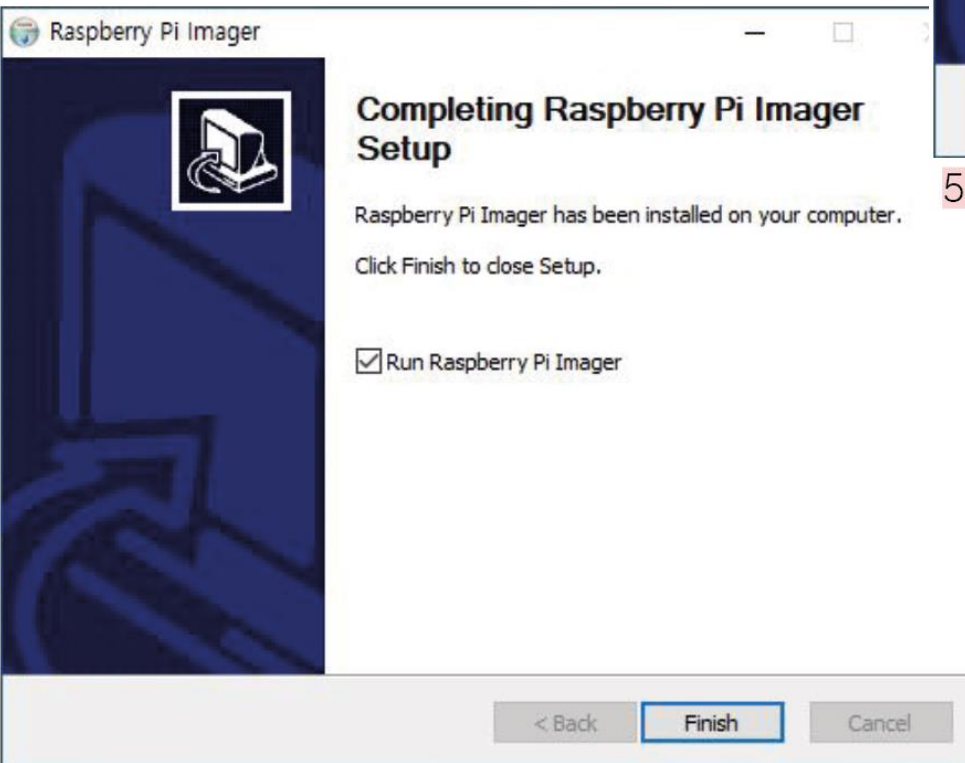 Raspberry Pi Imager
Completing Raspberry Pi Imager
Setup
Raspberry Pi Imager has been installed on your computer.
Click Finish to close Setup.
Run Raspberry Pi Imager
< Back
Finish
Cancel
5